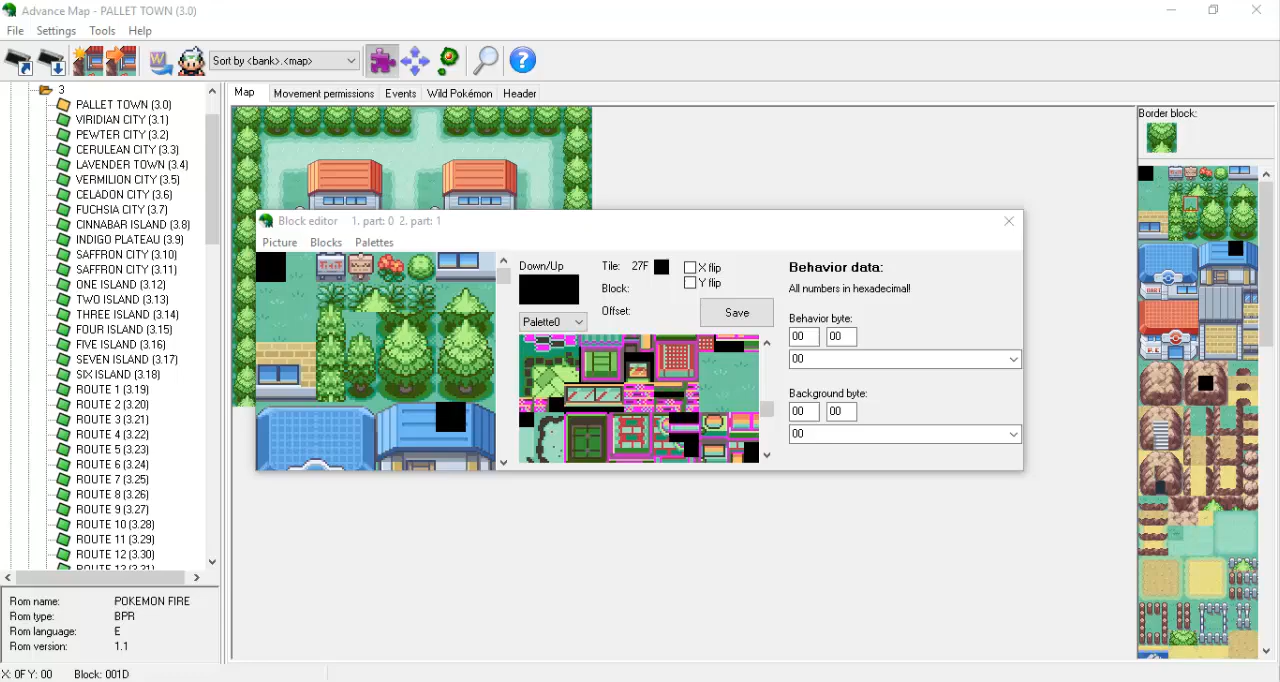 Advance Map - PALLET TOWN (3.0)
File Settings Tools Help
Sort by <bank>.<map>
3
PALLET TOWN (3.0)
VIRIDIAN CITY (3.1)
PEWTER CITY (3.2)
CERULEAN CITY (3.3)
LAVENDER TOWN (3.4)
VERMILION CITY (3.5)
CELADON CITY (3.6)
FUCHSIA CITY (3.7)
CINNABAR ISLAND (3.8)
INDIGO PLATEAU (3.9)
SAFFRON CITY (3.10)
SAFFRON CITY (3.11)
ONE ISLAND (3.12)
TWO ISLAND (3.13)
THREE ISLAND (3.14)
FOUR ISLAND (3.15)
FIVE ISLAND (3.16)
SEVEN ISLAND (3.17)
SIX ISLAND (3.18)
ROUTE 1 (3.19)
ROUTE 2 (3.20)
ROUTE 3 (3.21)
ROUTE 4 (3.22)
ROUTE 5 (3.23)
ROUTE 6 (3.24)
ROUTE 7 (3.25)
ROUTE 8 (3.26)
ROUTE 9 (3.27)
ROUTE 10 (3.28)
ROUTE 11 (3.29)
ROUTE 12 (3.30)
ROUTE 13 (3.31)
Rom name: POKEMON FIRE
Rom type: BPR
Rom language: E
Rom version: 1.1
X: 0F Y: 00 Block: 001D
Map Movement permissions Events Wild Pokémon Header
Border block:
Block editor 1. part: 0 2. part: 1
Picture Blocks Palettes
Down/Up
Palette0
Tile: 27F
Block:
Offset:
X flip
Y flip
Save
Behavior data:
All numbers in hexadecimal!
Behavior byte:
00 00
00
Background byte:
00 00
00